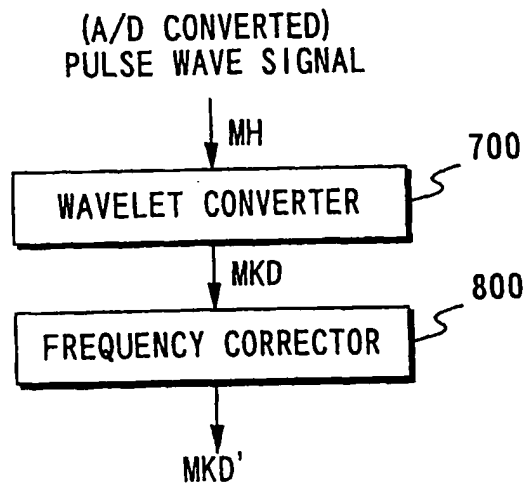 (A/D CONVERTED)
PULSE WAVE SIGNAL
MH
700
WAVELET CONVERTER
MKD
800
FREQUENCY CORRECTOR
MKD'